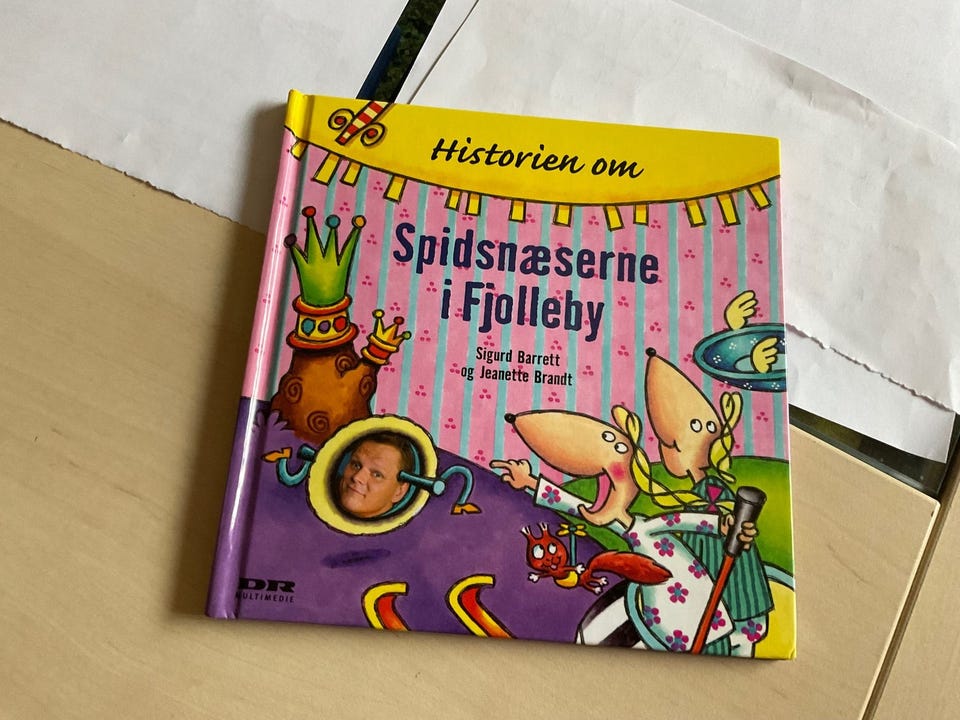 Historien om
Spidsnæserne
i Fjolleby
Sigurd Barrett
og Jeanette Brandt
DR
MULTIMEDIE